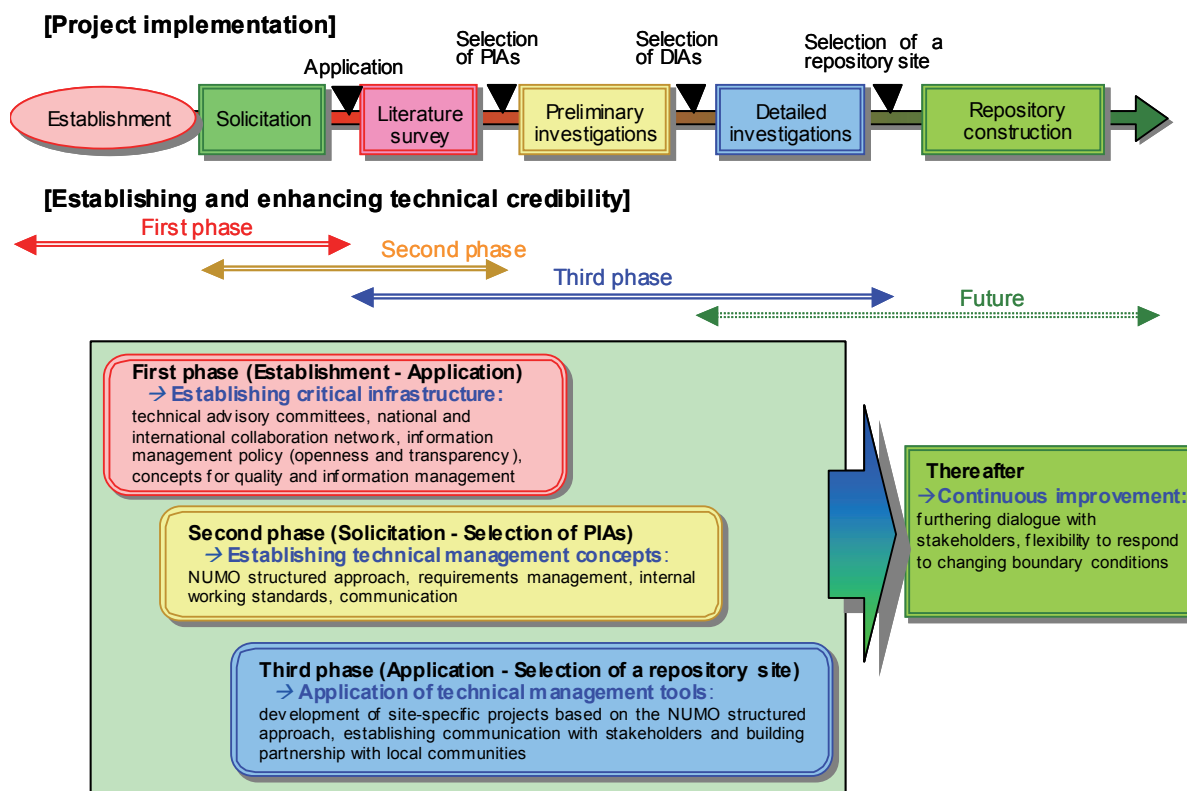 [Project implementation]
Application
Selection
of PIAs
Selection
of DIAs
Selection of a
repository site
Establishment
Solicitation
Literature
survey
Preliminary
investigations
Detailed
investigations
Repository
construction
[Establishing and enhancing technical credibility]
First phase
Second phase
Third phase
Future
First phase (Establishment - Application)
→ Establishing critical infrastructure:
technical advisory committees, national and
international collaboration network, information
management policy (openness and transparency),
concepts for quality and information management
Second phase (Solicitation - Selection of PIAs)
→ Establishing technical management concepts:
NUMO structured approach, requirements management, internal
working standards, communication
Third phase (Application - Selection of a repository site)
→ Application of technical management tools:
development of site-specific projects based on the NUMO structured
approach, establishing communication with stakeholders and building
partnership with local communities
Thereafter
→ Continuous improvement:
furthering dialogue with
stakeholders, flexibility to respond
to changing boundary conditions